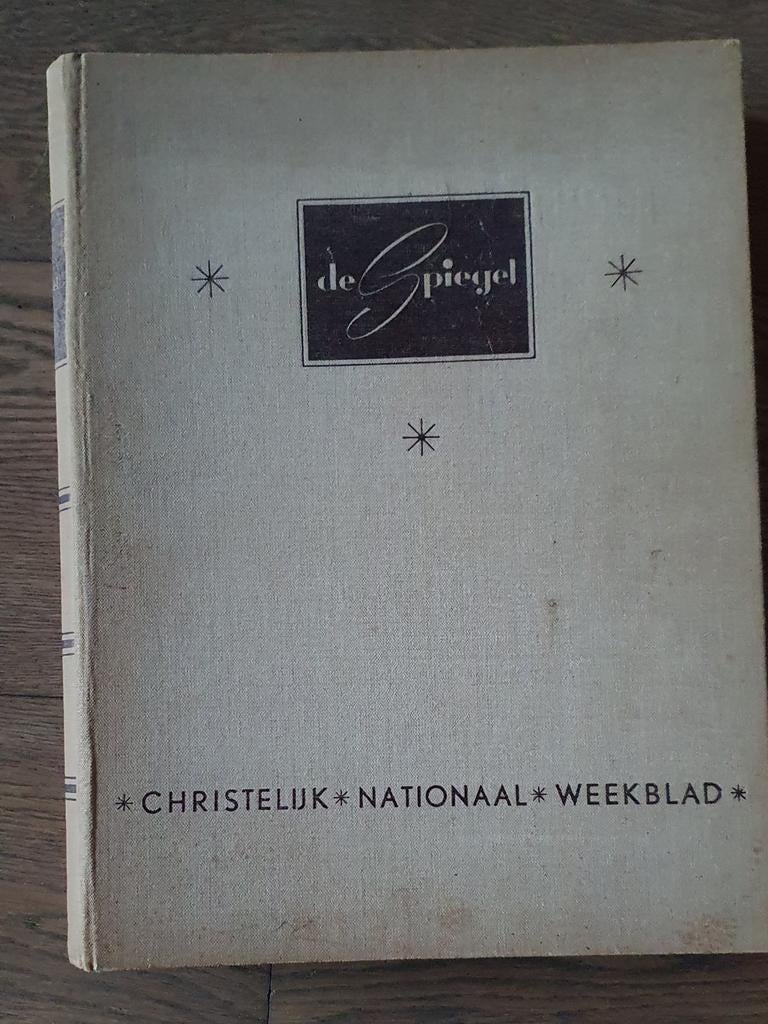 de Spiegel
* CHRISTELIJK * NATIONAAL * WEEKBLAD *